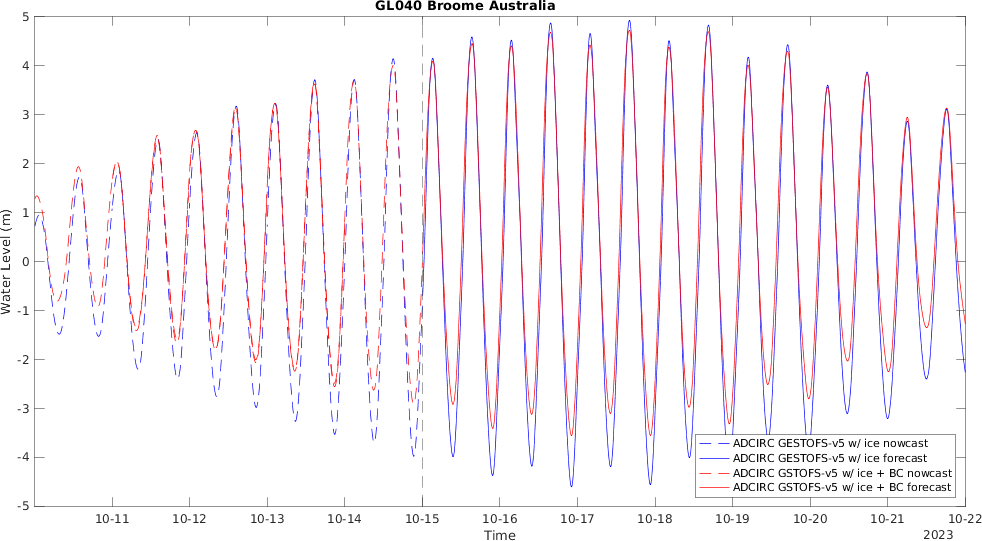 GL040 Broome Australia
5
4
3
2
1
0
-1
-2
-3
-4
-5
Water Level (m)
ADCIRC GESTOFS-v5 w/ ice nowcast
ADCIRC GESTOFS-v5 w/ ice forecast
ADCIRC GSTOFS-v5 w/ ice + BC nowcast
ADCIRC GSTOFS-v5 w/ ice + BC forecast
10-11 10-12 10-13 10-14 10-15 10-16 10-17 10-18 10-19 10-20 10-21 10-22
Time
2023